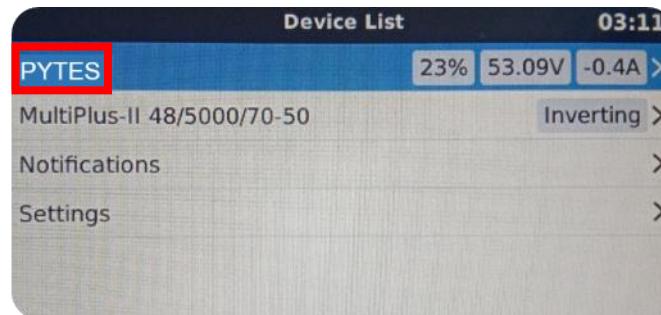 Device List 03:11
PYTES 23% 53.09V -0.4A >
MultiPlus-II 48/5000/70-50 Inverting >
Notifications >
Settings >